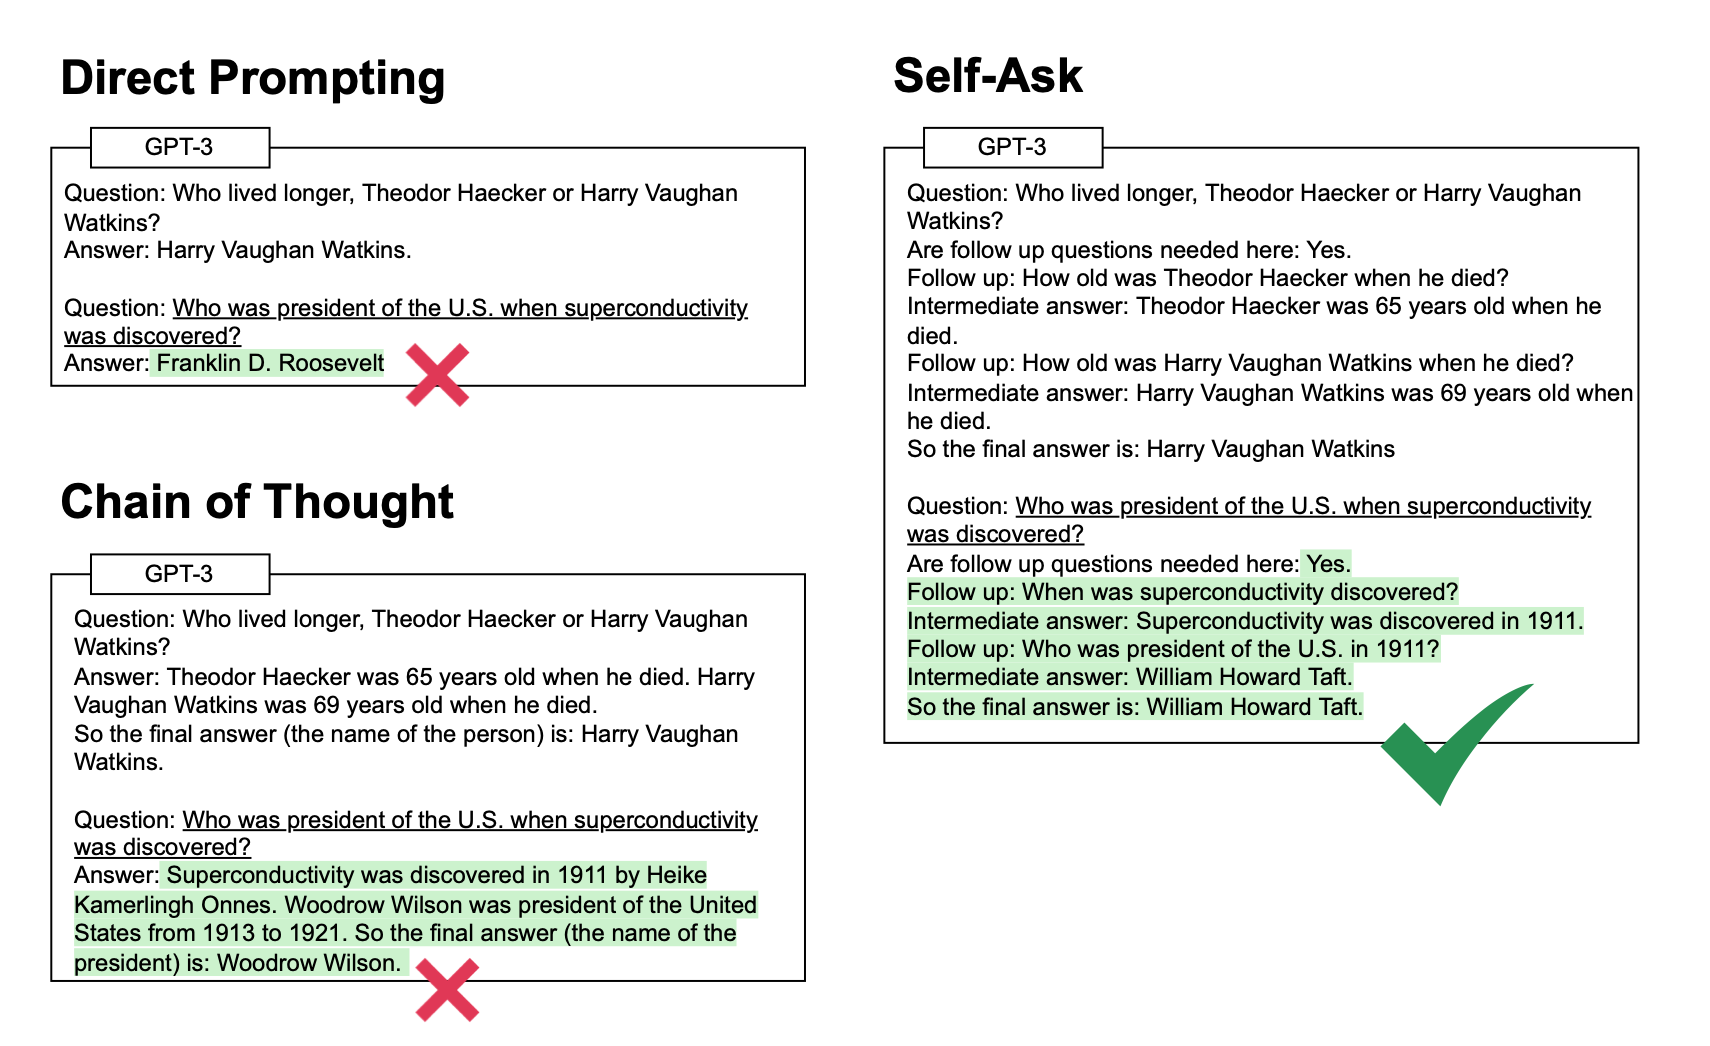 Direct Prompting
GPT-3
Question: Who lived longer, Theodor Haecker or Harry Vaughan
Watkins?
Answer: Harry Vaughan Watkins.
Question: Who was president of the U.S. when superconductivity
was discovered?
Answer: Franklin D. Roosevelt
Chain of Thought
GPT-3
Question: Who lived longer, Theodor Haecker or Harry Vaughan
Watkins?
Answer: Theodor Haecker was 65 years old when he died. Harry
Vaughan Watkins was 69 years old when he died.
So the final answer (the name of the person) is: Harry Vaughan
Watkins.
Question: Who was president of the U.S. when superconductivity
was discovered?
Answer: Superconductivity was discovered in 1911 by Heike
Kamerlingh Onnes. Woodrow Wilson was president of the United
States from 1913 to 1921. So the final answer (the name of the
president) is: Woodrow Wilson.
Self-Ask
GPT-3
Question: Who lived longer, Theodor Haecker or Harry Vaughan
Watkins?
Are follow up questions needed here: Yes.
Follow up: How old was Theodor Haecker when he died?
Intermediate answer: Theodor Haecker was 65 years old when he
died.
Follow up: How old was Harry Vaughan Watkins when he died?
Intermediate answer: Harry Vaughan Watkins was 69 years old when
he died.
So the final answer is: Harry Vaughan Watkins
Question: Who was president of the U.S. when superconductivity
was discovered?
Are follow up questions needed here: Yes.
Follow up: When was superconductivity discovered?
Intermediate answer: Superconductivity was discovered in 1911.
Follow up: Who was president of the U.S. in 1911?
Intermediate answer: William Howard Taft.
So the final answer is: William Howard Taft.